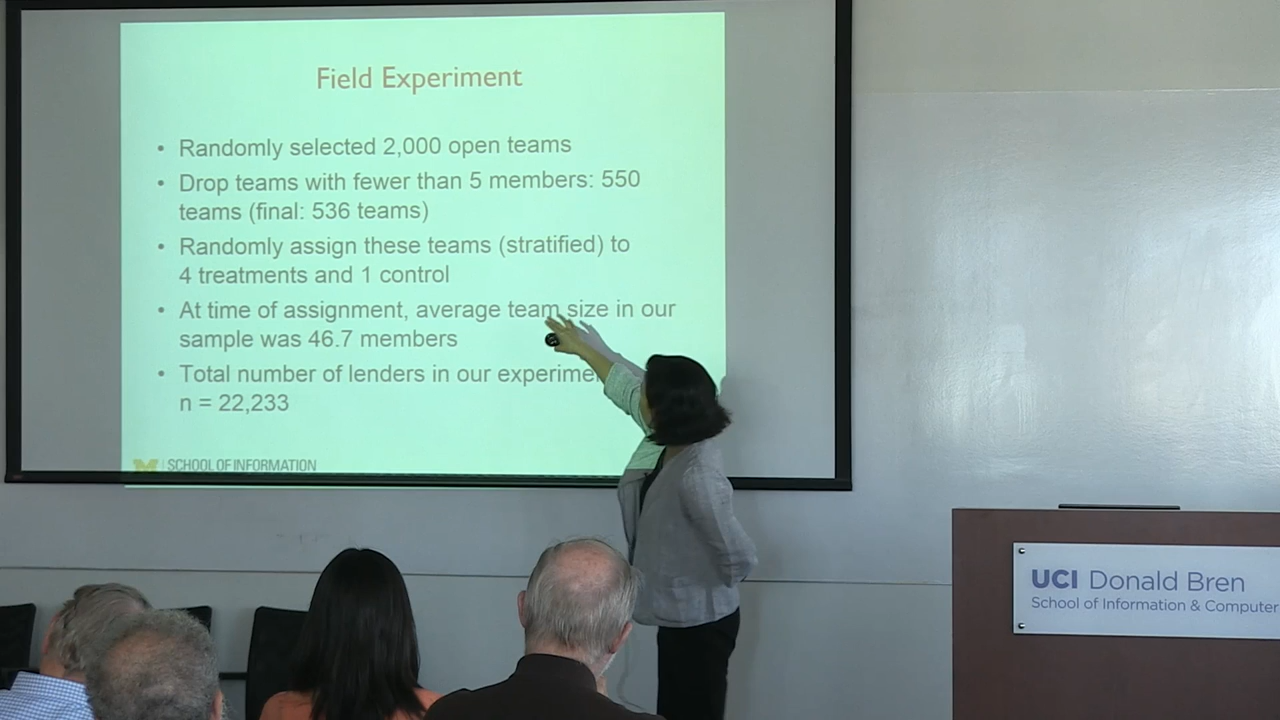 Field Experiment
• Randomly selected 2,000 open teams
• Drop teams with fewer than 5 members: 550
teams (final: 536 teams)
• Randomly assign these teams (stratified) to
4 treatments and 1 control
• At time of assignment, average team size in our
sample was 46.7 members
• Total number of lenders in our
n = 22,233
M SCHOOL OF INFORMATION
UCI Donald Bren
School of Information & Computer